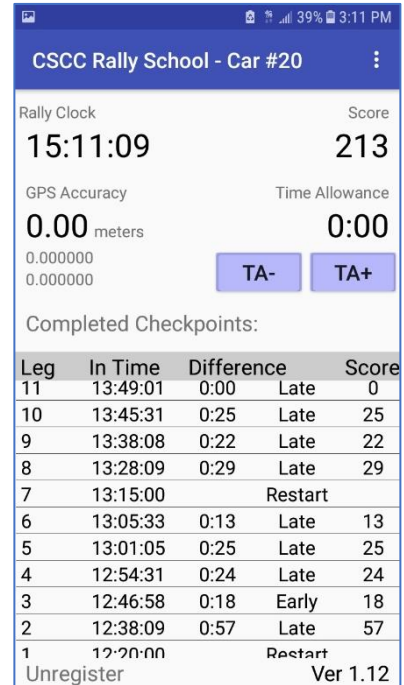 39% 3:11 PM
CSCC Rally School - Car #20
Rally Clock Score
15:11:09 213
GPS Accuracy Time Allowance
0.00 meters 0:00
0.000000
0.000000
TA- TA+
Completed Checkpoints:
Leg In Time Difference Score
11 13:49:01 0:00 Late 0
10 13:45:31 0:25 Late 25
9 13:38:08 0:22 Late 22
8 13:28:09 0:29 Late 29
7 13:15:00 Restart
6 13:05:33 0:13 Late 13
5 13:01:05 0:25 Late 25
4 12:54:31 0:24 Late 24
3 12:46:58 0:18 Early 18
2 12:38:09 0:57 Late 57
1 12:20:00 Restart
Unregister Ver 1.12